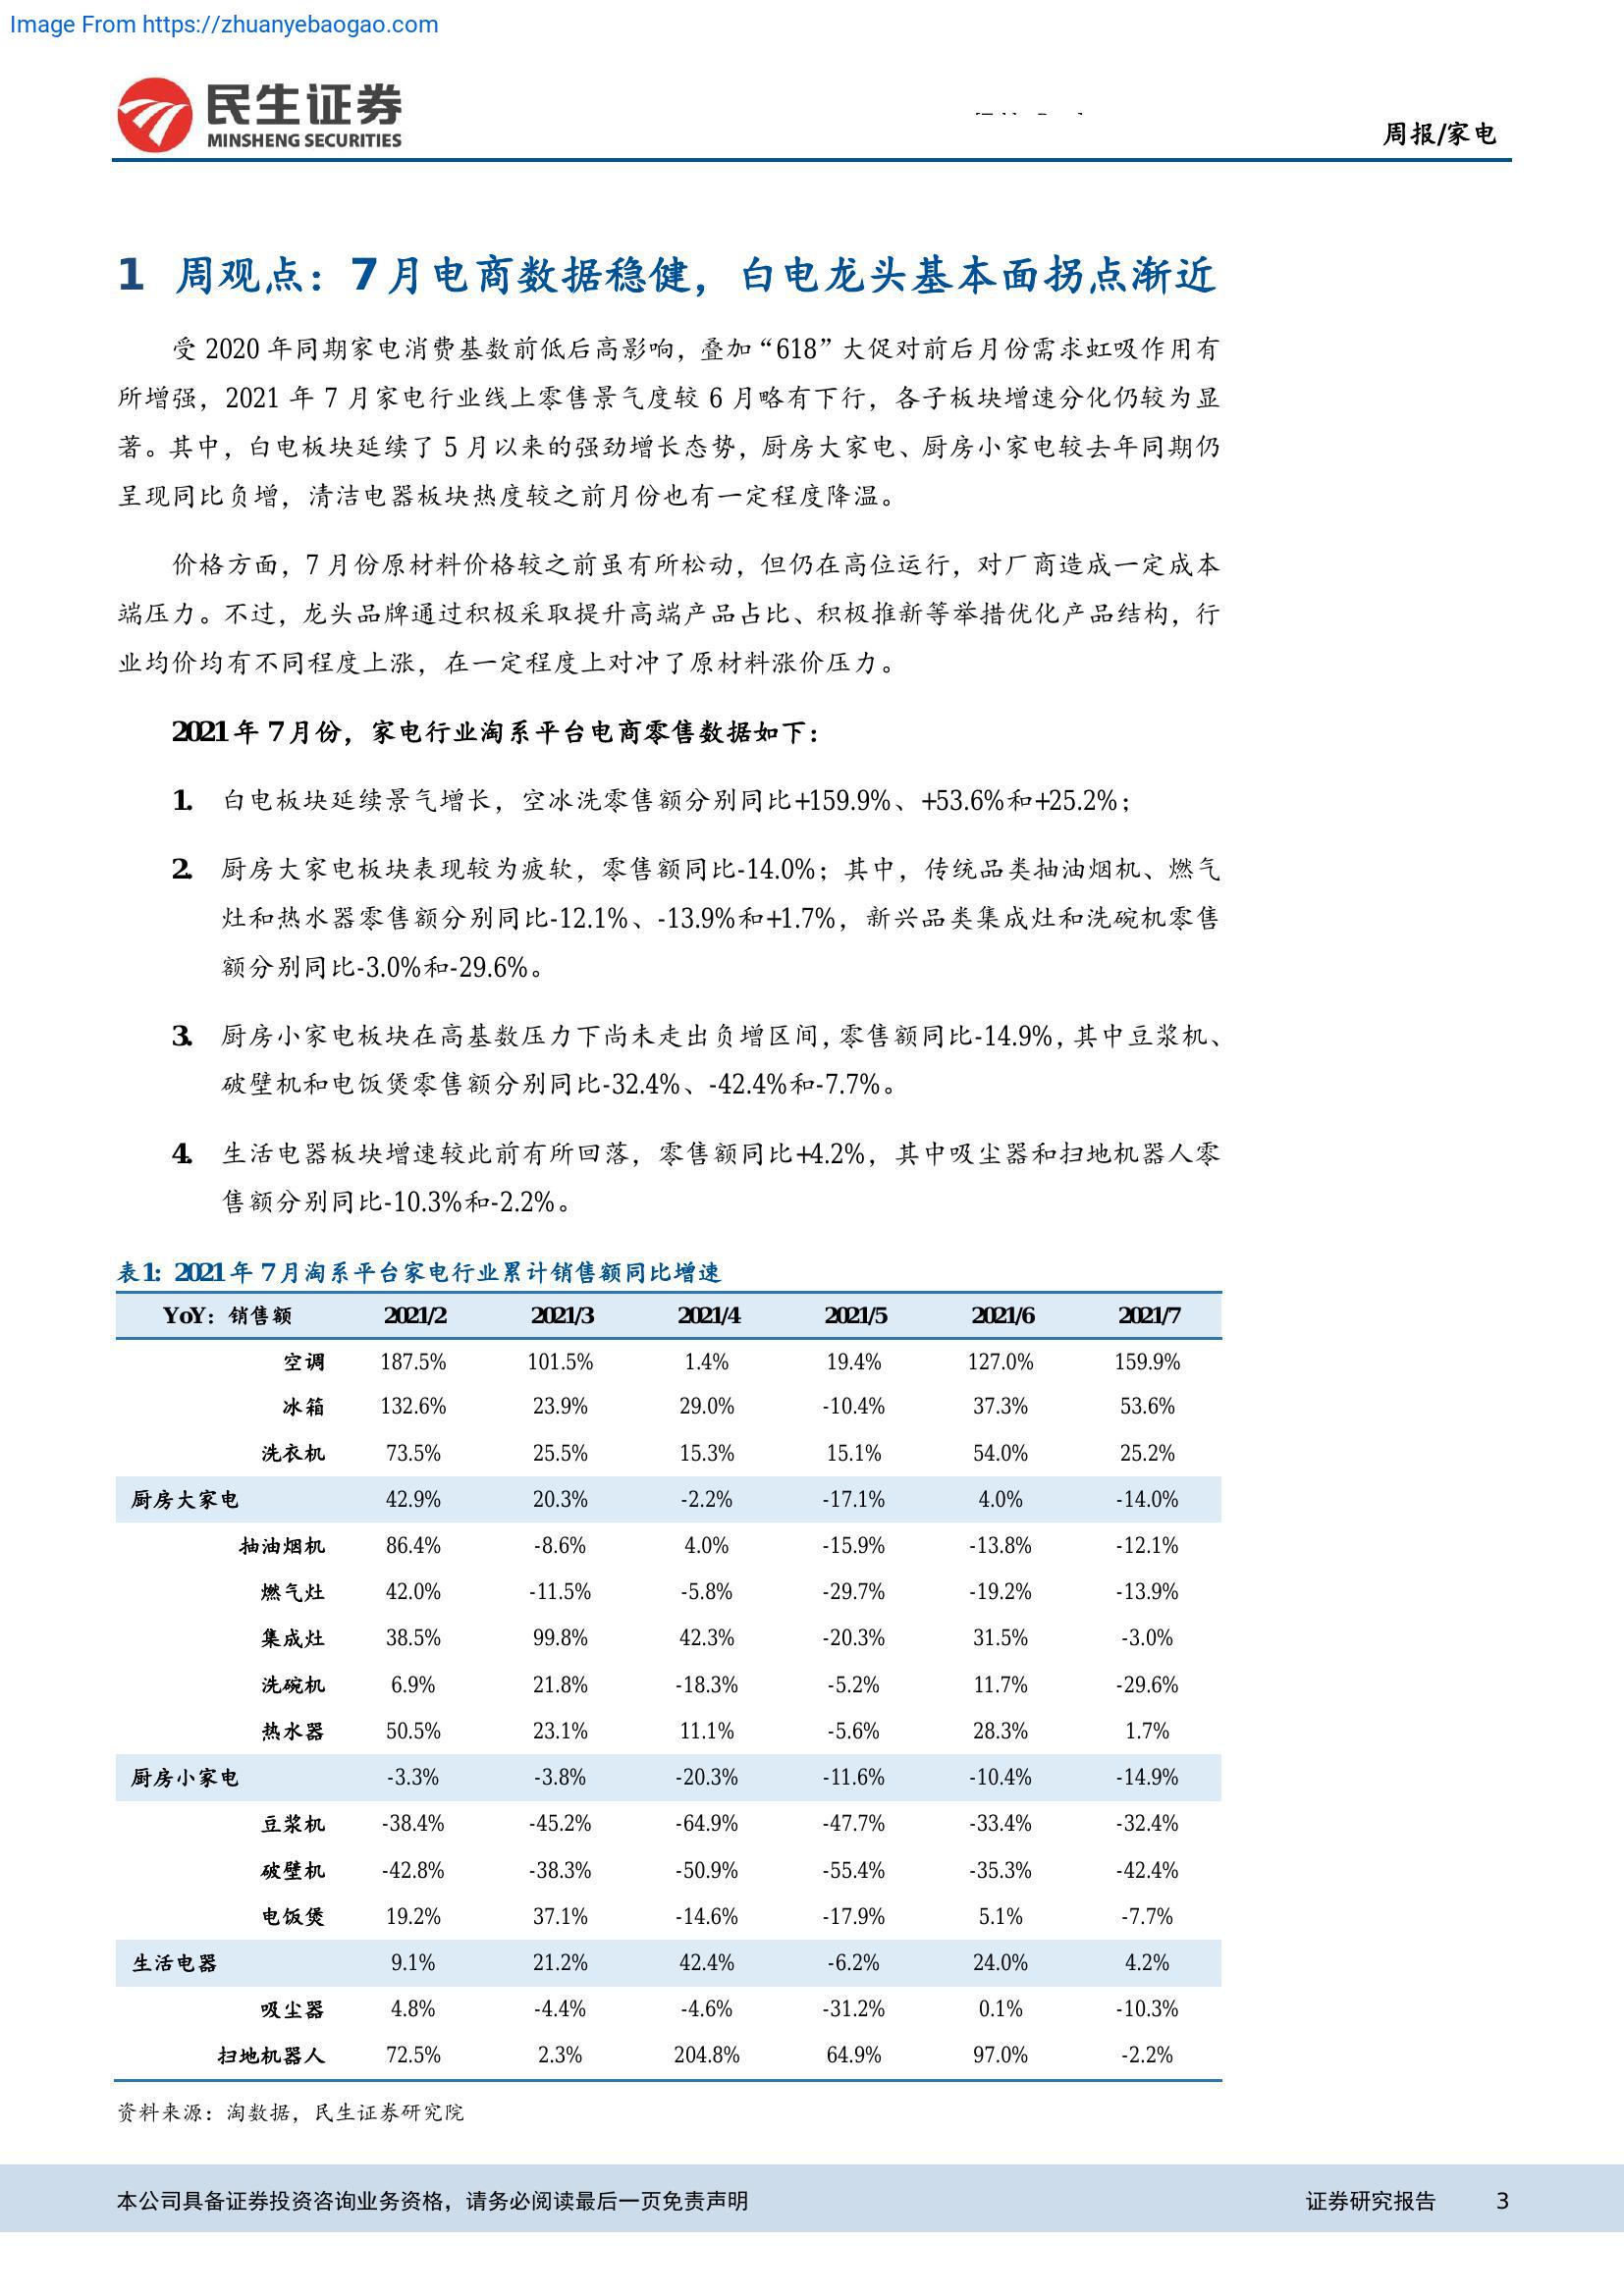 Image From https://zhuanyebaogao.com
民生证券
MINSHENG SECURITIES
周报/家电
1 周观点：7月电商数据稳健，白电龙头基本面拐点渐近
受 2020 年同期家电消费基数前低后高影响，叠加“618”大促对前后月份需求虹吸作用有
所增强，2021 年 7 月家电行业线上零售景气度较 6 月略有下行，各子板块增速分化仍较为显
著。其中，白电板块延续了 5 月以来的强劲增长态势，厨房大家电、厨房小家电较去年同期仍
呈现同比负增，清洁电器板块热度较之前月份也有一定程度降温。
价格方面，7 月份原材料价格较之前虽有所松动，但仍在高位运行，对厂商造成一定成本
端压力。不过，龙头品牌通过积极采取提升高端产品占比、积极推新等举措优化产品结构，行
业均价均有不同程度上涨，在一定程度上对冲了原材料涨价压力。
2021 年 7 月份，家电行业淘系平台电商零售数据如下：
1. 白电板块延续景气增长，空冰洗零售额分别同比+159.9%、+53.6%和+25.2%；
2. 厨房大家电板块表现较为疲软，零售额同比-14.0%；其中，传统品类抽油烟机、燃气
灶和热水器零售额分别同比-12.1%、-13.9%和+1.7%，新兴品类集成灶和洗碗机零售
额分别同比-3.0%和-29.6%。
3. 厨房小家电板块在高基数压力下尚未走出负增区间，零售额同比-14.9%，其中豆浆机、
破壁机和电饭煲零售额分别同比-32.4%、-42.4%和-7.7%。
4. 生活电器板块增速较此前有所回落，零售额同比+4.2%，其中吸尘器和扫地机器人零
售额分别同比-10.3%和-2.2%。
表1: 2021 年 7 月淘系平台家电行业累计销售额同比增速
YoY：销售额 2021/2 2021/3 2021/4 2021/5 2021/6 2021/7
空调 187.5% 101.5% 1.4% 19.4% 127.0% 159.9%
冰箱 132.6% 23.9% 29.0% -10.4% 37.3% 53.6%
洗衣机 73.5% 25.5% 15.3% 15.1% 54.0% 25.2%
厨房大家电 42.9% 20.3% -2.2% -17.1% 4.0% -14.0%
抽油烟机 86.4% -8.6% 4.0% -15.9% -13.8% -12.1%
燃气灶 42.0% -11.5% -5.8% -29.7% -19.2% -13.9%
集成灶 38.5% 99.8% 42.3% -20.3% 31.5% -3.0%
洗碗机 6.9% 21.8% -18.3% -5.2% 11.7% -29.6%
热水器 50.5% 23.1% 11.1% -5.6% 28.3% 1.7%
厨房小家电 -3.3% -3.8% -20.3% -11.6% -10.4% -14.9%
豆浆机 -38.4% -45.2% -64.9% -47.7% -33.4% -32.4%
破壁机 -42.8% -38.3% -50.9% -55.4% -35.3% -42.4%
电饭煲 19.2% 37.1% -14.6% -17.9% 5.1% -7.7%
生活电器 9.1% 21.2% 42.4% -6.2% 24.0% 4.2%
吸尘器 4.8% -4.4% -4.6% -31.2% 0.1% -10.3%
扫地机器人 72.5% 2.3% 204.8% 64.9% 97.0% -2.2%
资料来源：淘数据，民生证券研究院
本公司具备证券投资咨询业务资格，请务必阅读最后一页免责声明 证券研究报告 3